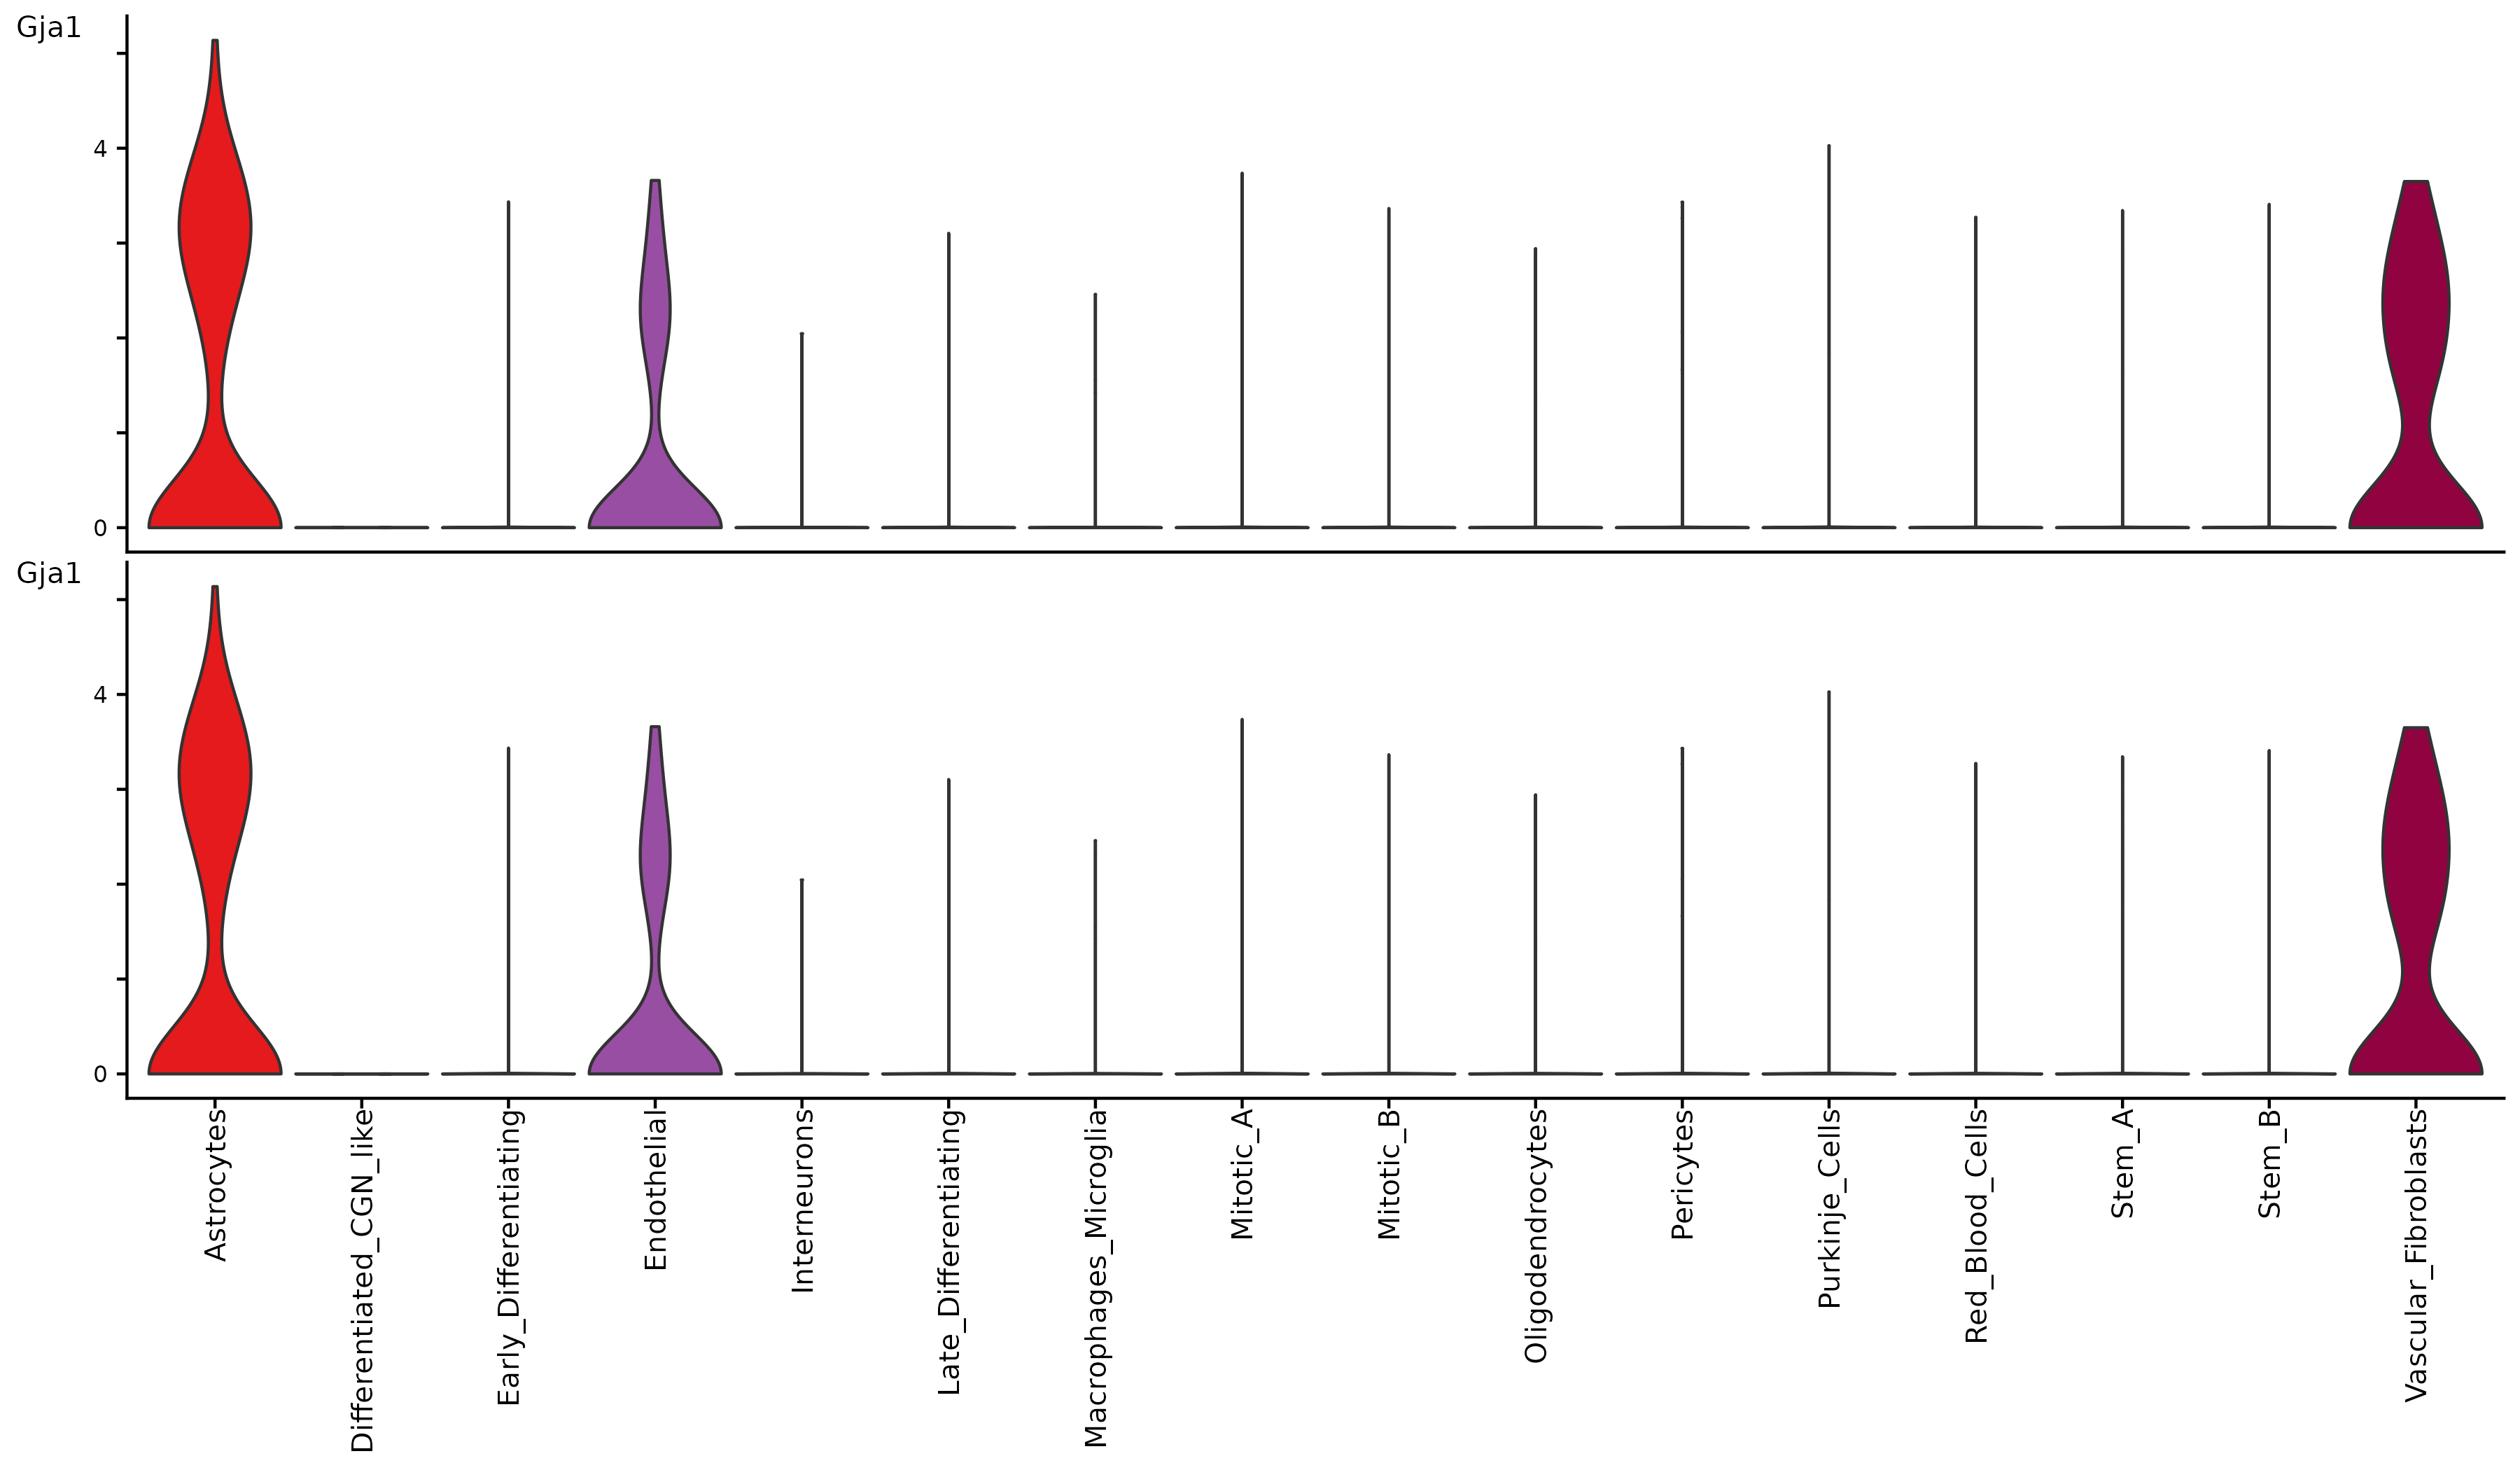 Gja1
4
0
Gja1
4
0
Astrocytes
Differentiated_CGN_like
Early_Differentiating
Endothelial
Interneurons
Late_Differentiating
Macrophages_Microglia
Mitotic_A
Mitotic_B
Oligodendrocytes
Pericytes
Purkinje_Cells
Red_Blood_Cells
Stem_A
Stem_B
Vascular_Fibroblasts